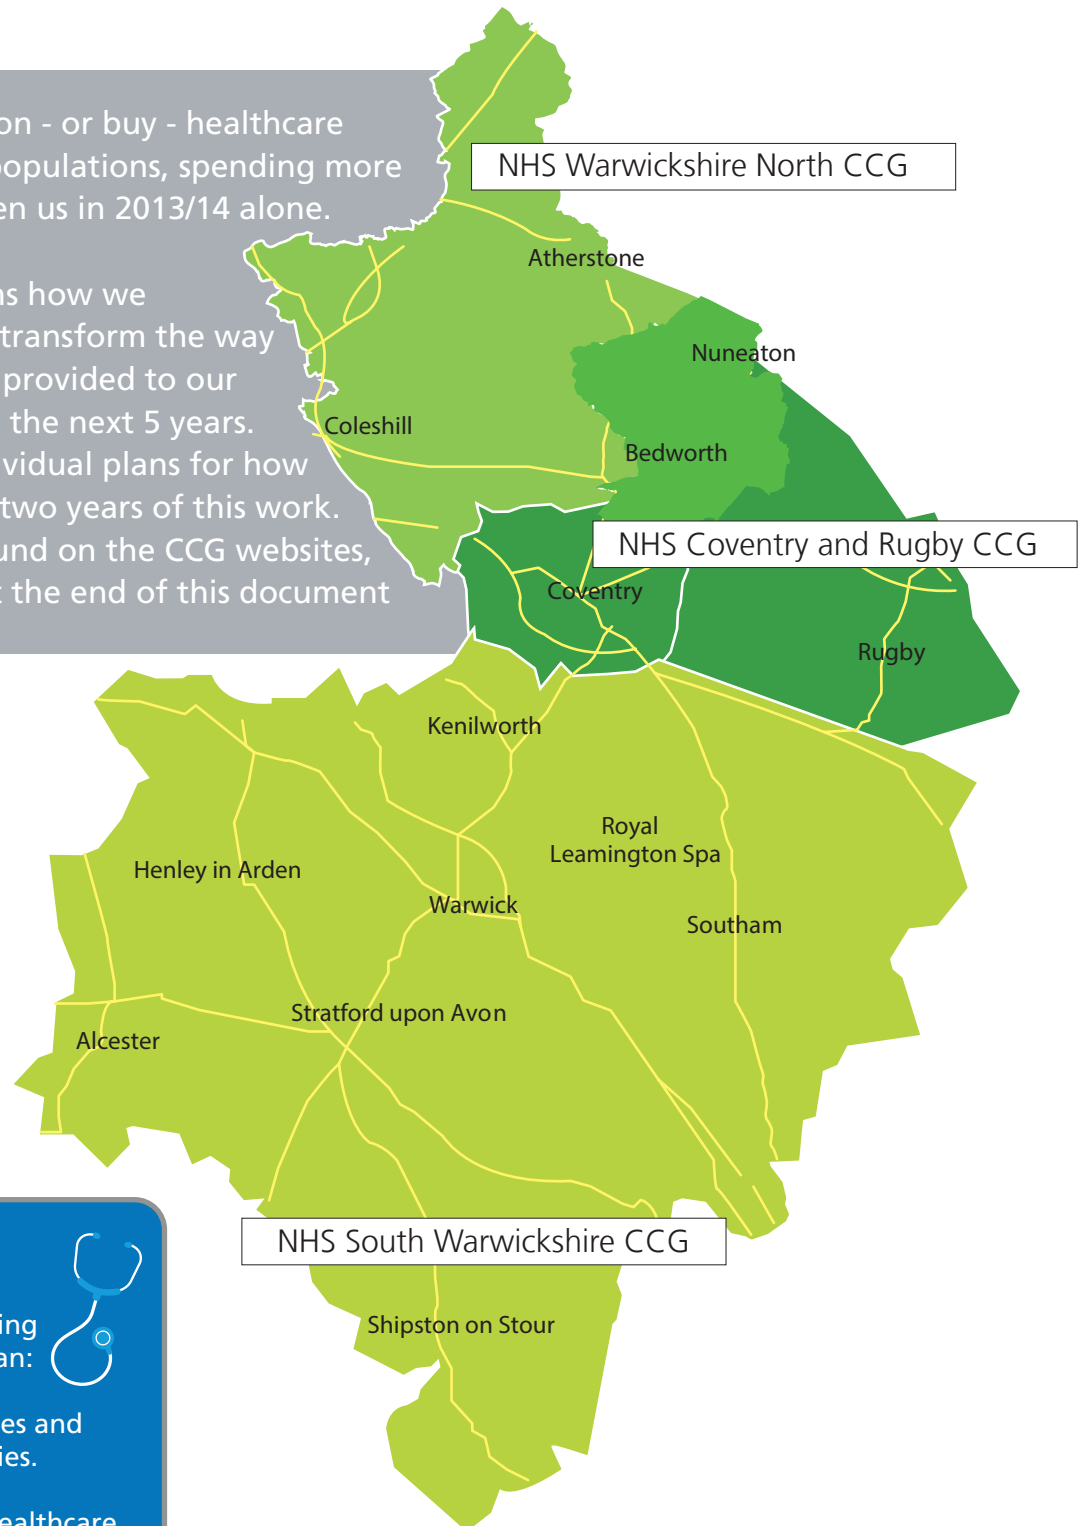 on - or buy - healthcare
populations, spending more
en us in 2013/14 alone.
ns how we
transform the way
provided to our
the next 5 years.
vidual plans for how
two years of this work.
und on the CCG websites,
t the end of this document
NHS Warwickshire North CCG
Atherstone
Nuneaton
Coleshill
Bedworth
NHS Coventry and Rugby CCG
Coventry
Rugby
Kenilworth
Royal
Leamington Spa
Henley in Arden
Warwick
Southam
Stratford upon Avon
Alcester
NHS South Warwickshire CCG
Shipston on Stour
ing
an:
es and
ies.
ealthcare